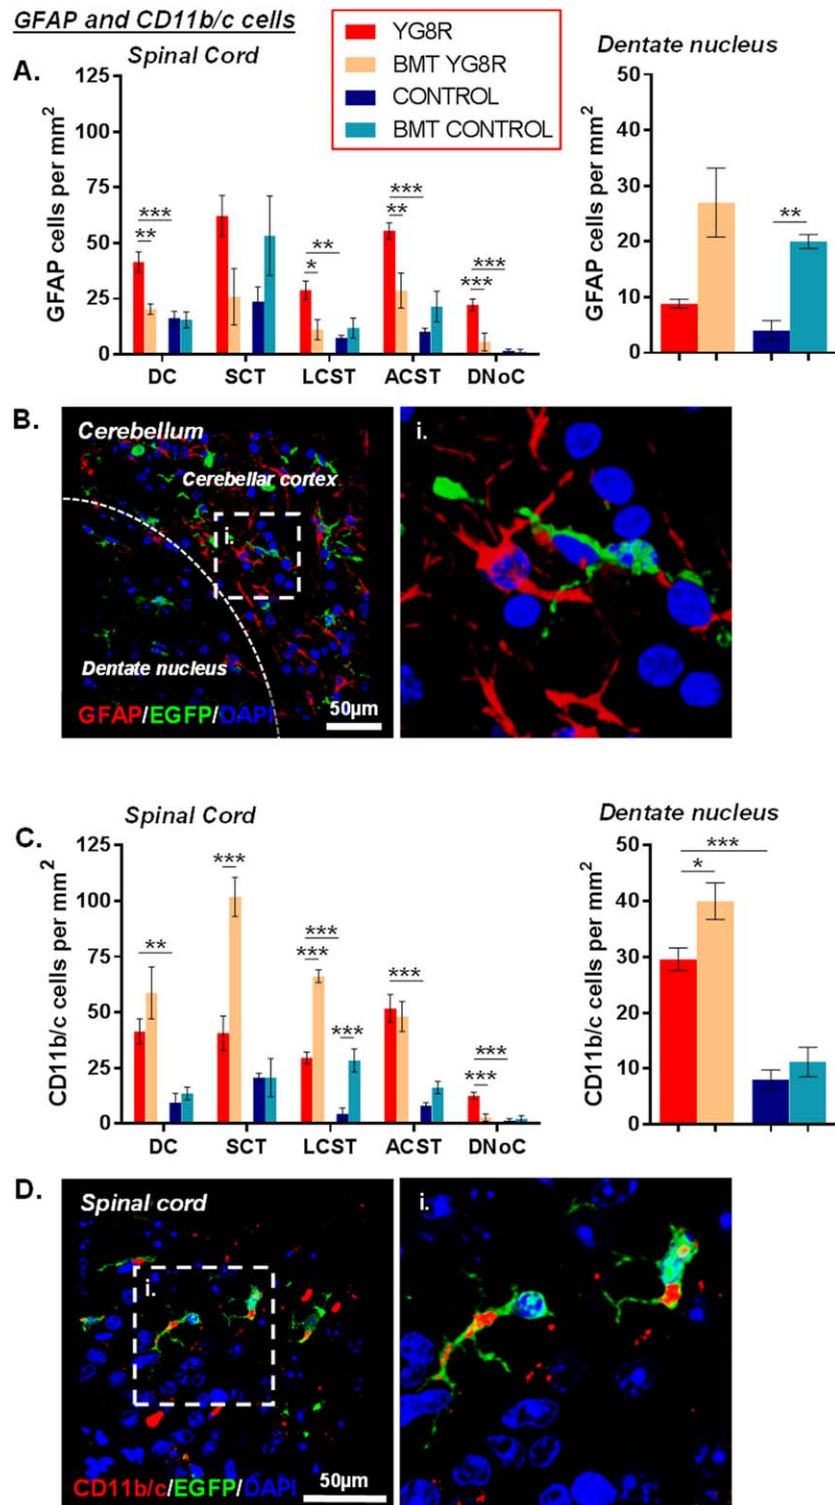 GFAP and CD11b/c cells
YG8R
BMT YG8R
CONTROL
BMT CONTROL
A.
Spinal Cord
GFAP cells per mm²
125
100
75
50
25
0
***
**
**
*
***
**
***
***
DC SCT LCST ACST DNoC
Dentate nucleus
GFAP cells per mm²
50
40
30
20
10
0
**
B.
Cerebellum
Cerebellar cortex
i.
Dentate nucleus
GFAP/EGFP/DAPI
50µm
i.
C.
Spinal Cord
CD11b/c cells per mm²
125
100
75
50
25
0
**
***
***
***
***
***
***
***
DC SCT LCST ACST DNoC
Dentate nucleus
CD11b/c cells per mm²
50
40
30
20
10
0
***
*
D.
Spinal cord
i.
CD11b/c/EGFP/DAPI
50µm
i.